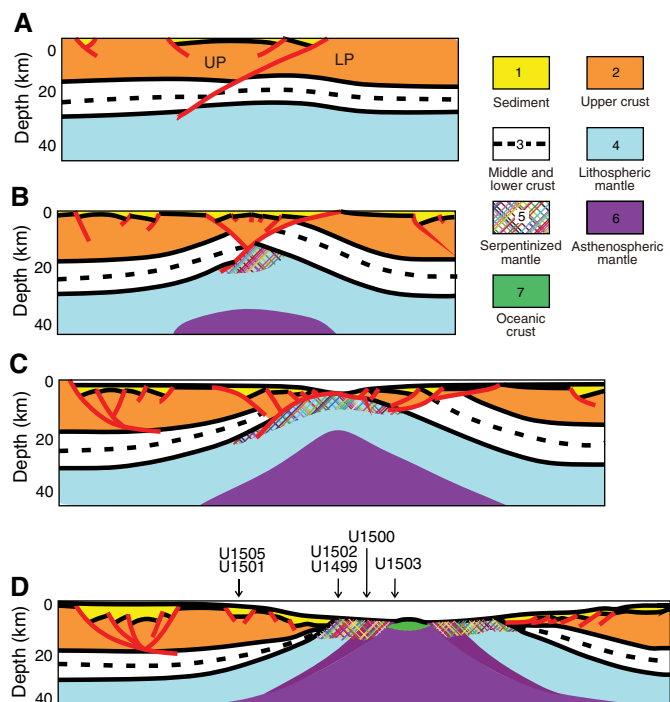 A
0
20
40
Depth (km)
UP
LP
1
Sediment
2
Upper crust
3
Middle and
lower crust
4
Lithospheric
mantle
5
Serpentinized
mantle
6
Asthenospheric
mantle
7
Oceanic
crust
B
0
20
40
Depth (km)
C
0
20
40
Depth (km)
U1505
U1501
U1502
U1499
U1500
U1503
D
0
20
40
Depth (km)